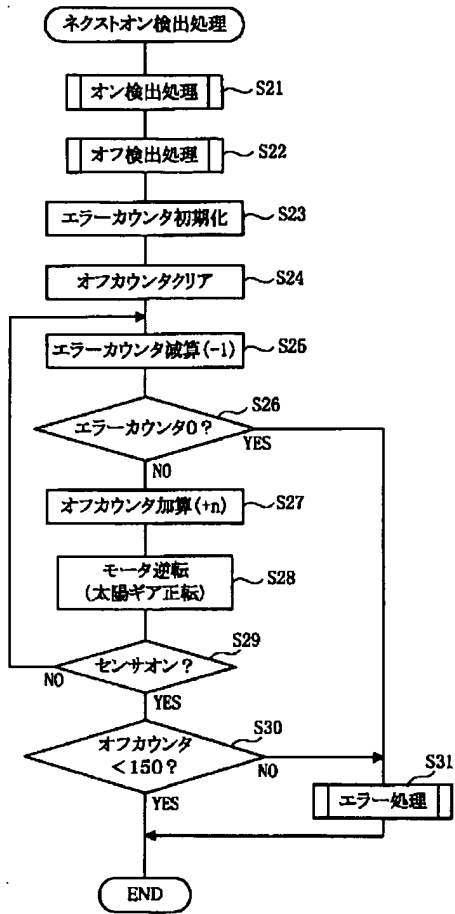 ネクストオン検出処理
オン検出処理 S21
オフ検出処理 S22
エラーカウンタ初期化 S23
オフカウンタクリア S24
エラーカウンタ減算(-1) S25
エラーカウンタ0? S26
YES
NO
オフカウンタ加算(+n) S27
モータ逆転
(太陽ギア正転) S28
センサオン? S29
NO
YES
オフカウンタ
<150? S30
NO
YES
エラー処理 S31
END